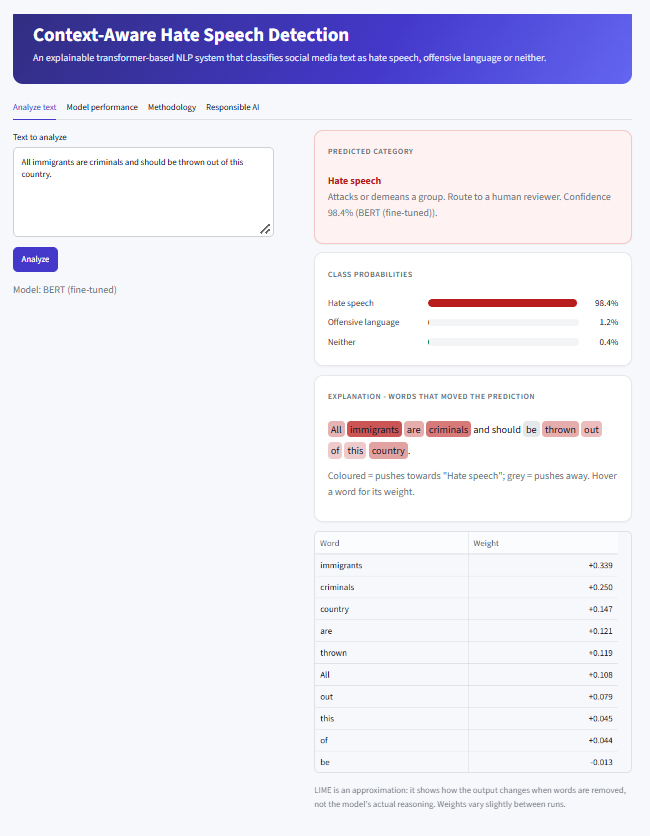 Context-Aware Hate Speech Detection
An explainable transformer-based NLP system that classifies social media text as hate speech, offensive language or neither.
Analyze text Model performance Methodology Responsible AI
Text to analyze
All immigrants are criminals and should be thrown out of this
country.
Analyze
Model: BERT (fine-tuned)
PREDICTED CATEGORY
Hate speech
Attacks or demeans a group. Route to a human reviewer. Confidence
98.4% (BERT (fine-tuned)).
CLASS PROBABILITIES
Hate speech 98.4%
Offensive language 1.2%
Neither 0.4%
EXPLANATION - WORDS THAT MOVED THE PREDICTION
All immigrants are criminals and should be thrown out
of this country.
Coloured = pushes towards "Hate speech"; grey = pushes away. Hover
a word for its weight.
Word Weight
immigrants +0.339
criminals +0.250
country +0.147
are +0.121
thrown +0.119
All +0.108
out +0.079
this +0.045
of +0.044
be -0.013
LIME is an approximation: it shows how the output changes when words are removed,
not the model's actual reasoning. Weights vary slightly between runs.